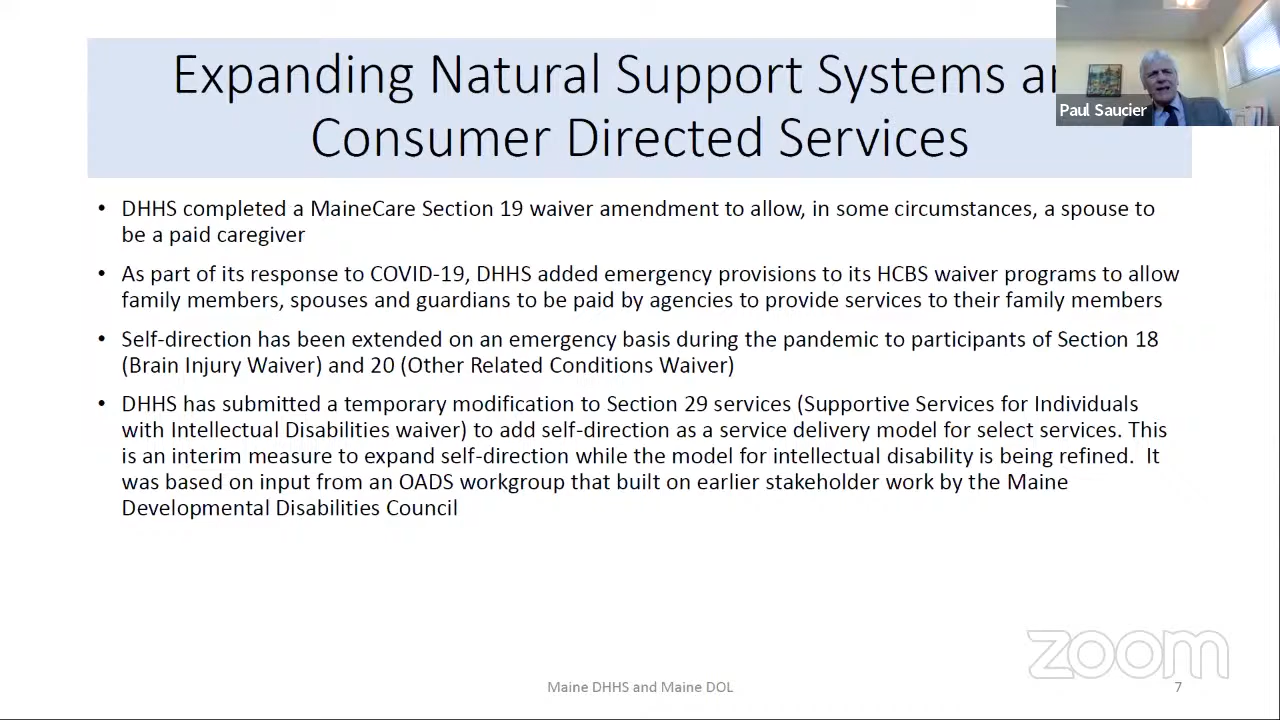 Expanding Natural Support Systems
Paul Saucier
Consumer Directed Services
• DHHS completed a MaineCare Section 19 waiver amendment to allow, in some circumstances, a spouse to
be a paid caregiver
• As part of its response to COVID-19, DHHS added emergency provisions to its HCBS waiver programs to allow
family members, spouses and guardians to be paid by agencies to provide services to their family members
• Self-direction has been extended on an emergency basis during the pandemic to participants of Section 18
(Brain Injury Waiver) and 20 (Other Related Conditions Waiver)
• DHHS has submitted a temporary modification to Section 29 services (Supportive Services for Individuals
with Intellectual Disabilities waiver) to add self-direction as a service delivery model for select services. This
is an interim measure to expand self-direction while the model for intellectual disability is being refined.  It
was based on input from an OADS workgroup that built on earlier stakeholder work by the Maine
Developmental Disabilities Council
zoom
Maine DHHS and Maine DOL
7